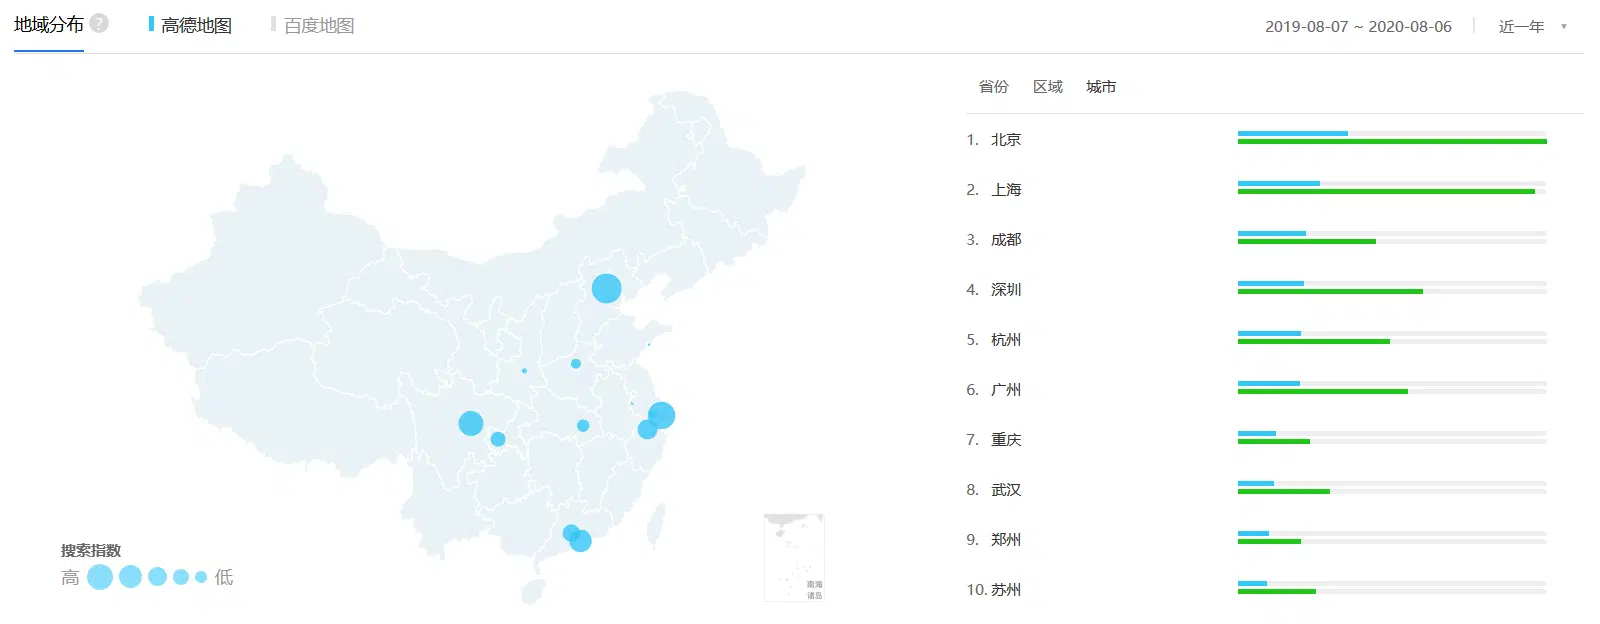 地域分布 ? 高德地图 百度地图 2019-08-07 ~ 2020-08-06 近一年
省份 区域 城市
1. 北京
2. 上海
3. 成都
4. 深圳
5. 杭州
6. 广州
7. 重庆
8. 武汉
9. 郑州
10. 苏州
搜索指数
高 低
南海
诸岛